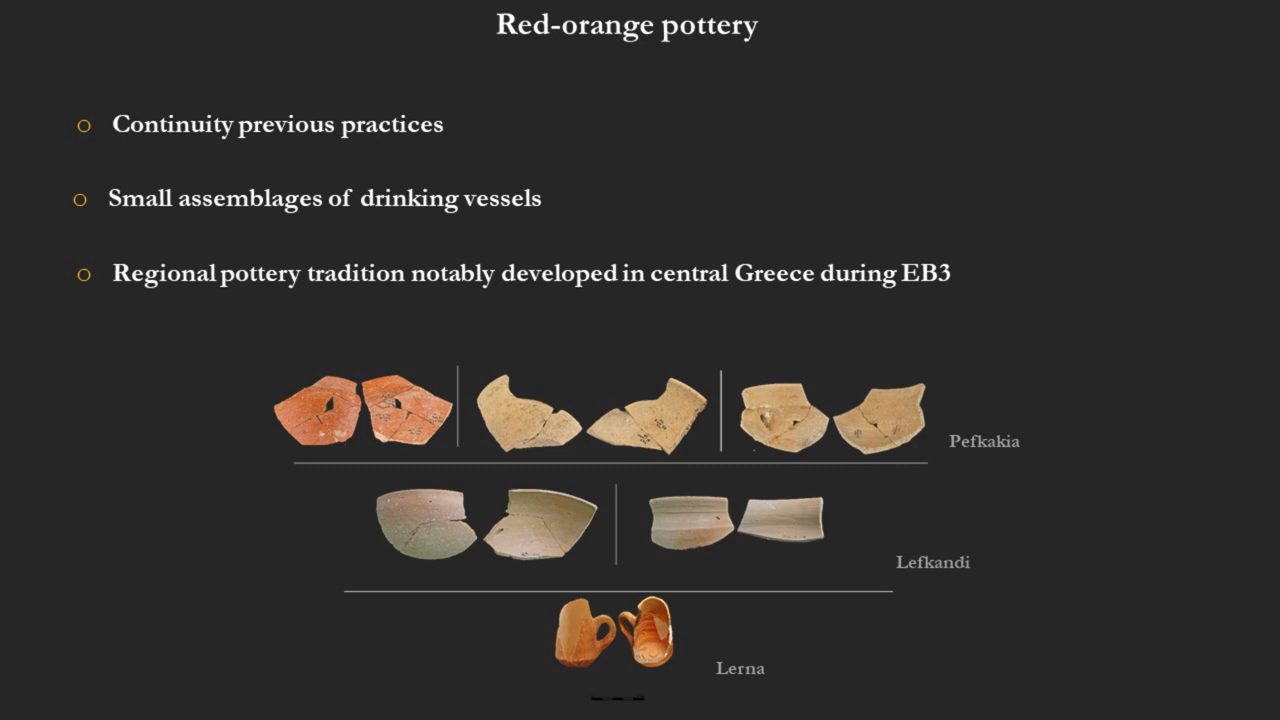 Red-orange pottery
Continuity previous practices
Small assemblages of drinking vessels
Regional pottery tradition notably developed in central Greece during EB3
Pefkakia
Lefkandi
Lerna